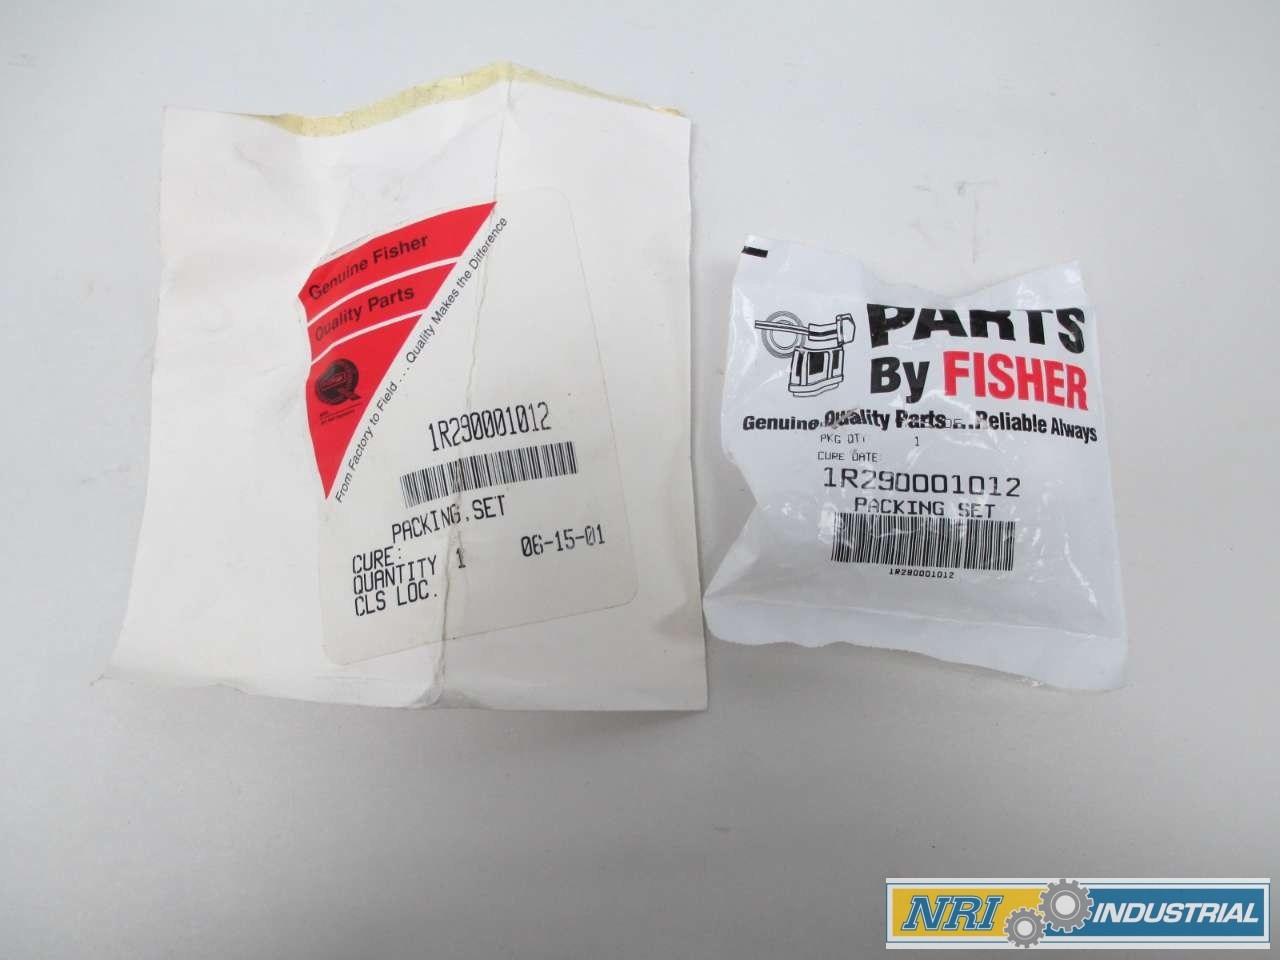 Genuine Fisher
Quality Parts
From Factory to Field . . . Quality Makes the Difference
1R290001012
PACKING,SET
CURE:
QUANTITY 1 06-15-01
CLS LOC.
PARTS
By FISHER
Genuine Quality Parts ... Reliable Always
PKG QTY 1
CURE DATE:
1R290001012
PACKING SET
1R290001012
NRI INDUSTRIAL